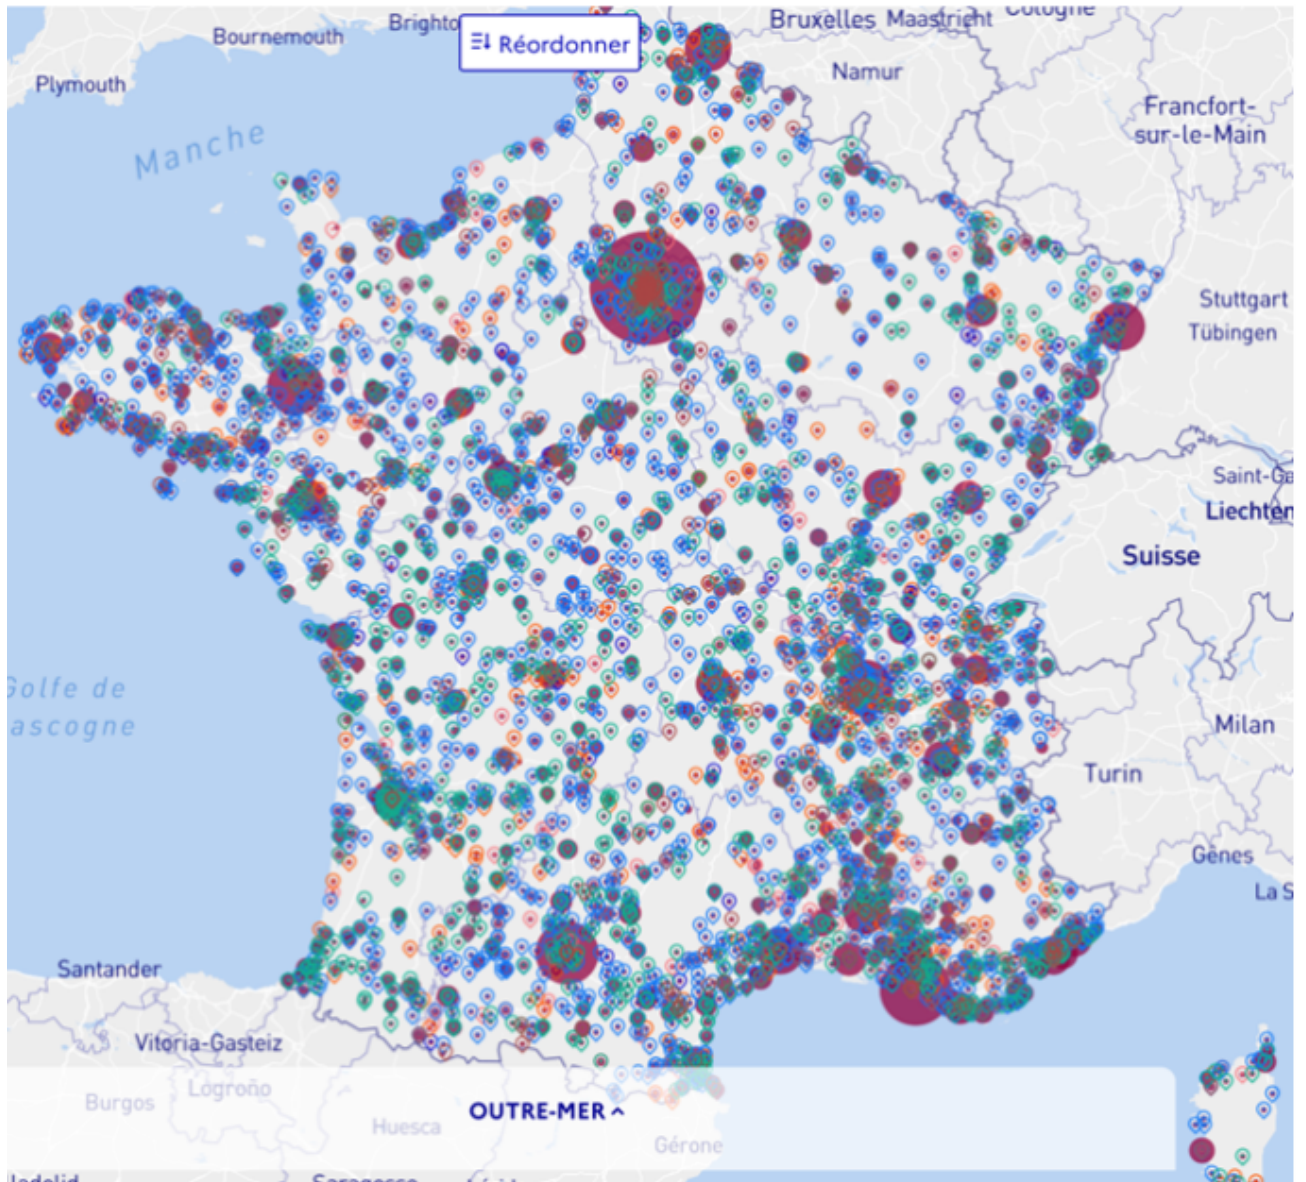 Bruxelles
Maastricht
Cologne
Bournemouth
Brighto
Réordonner
Plymouth
Namur
Francfort-
sur-le-Main
Manche
Stuttgart
Tübingen
Saint-Ga
Liechten
Suisse
Golfe de
ascogne
Milan
Turin
Gênes
La S
Santander
Vitoria-Gasteiz
Logroño
Burgos
OUTRE-MER
Huesca
Gérone